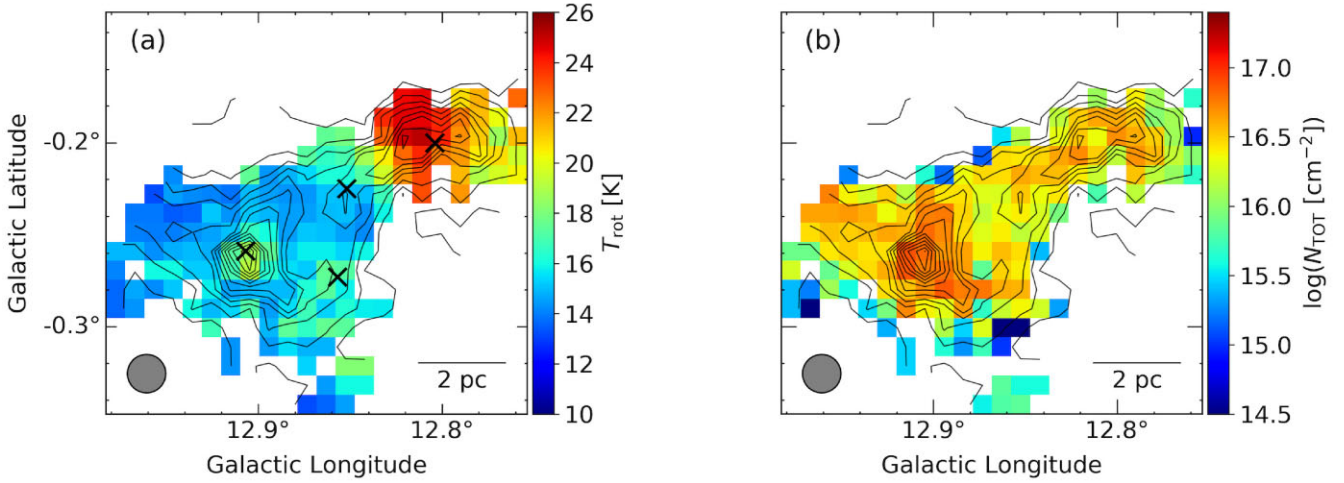 (a)
Galactic Latitude
-0.2°
-0.3°
2 pc
12.9°
12.8°
Galactic Longitude
26
24
22
20
18
16
14
12
10
T_rot [K]
(b)
2 pc
12.9°
12.8°
Galactic Longitude
17.0
16.5
16.0
15.5
15.0
14.5
log(N_TOT [cm⁻²])